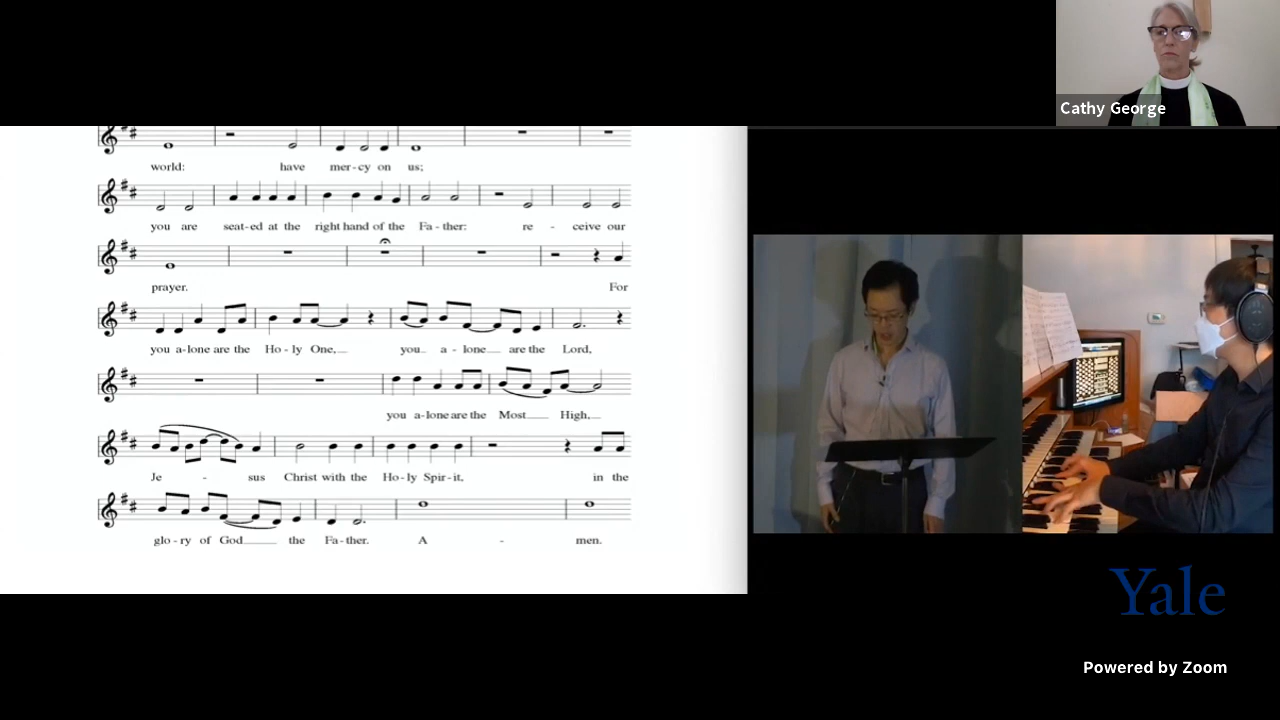 Cathy George
world: have mer-cy on us;
you are seat-ed at the right hand of the Fa-ther: re - ceive our
prayer. For
you a-lone are the Ho-ly One, you a-lone are the Lord,
you a-lone are the Most High,
Je - sus Christ with the Ho-ly Spir-it, in the
glo-ry of God the Fa-ther. A - men.
Yale
Powered by Zoom